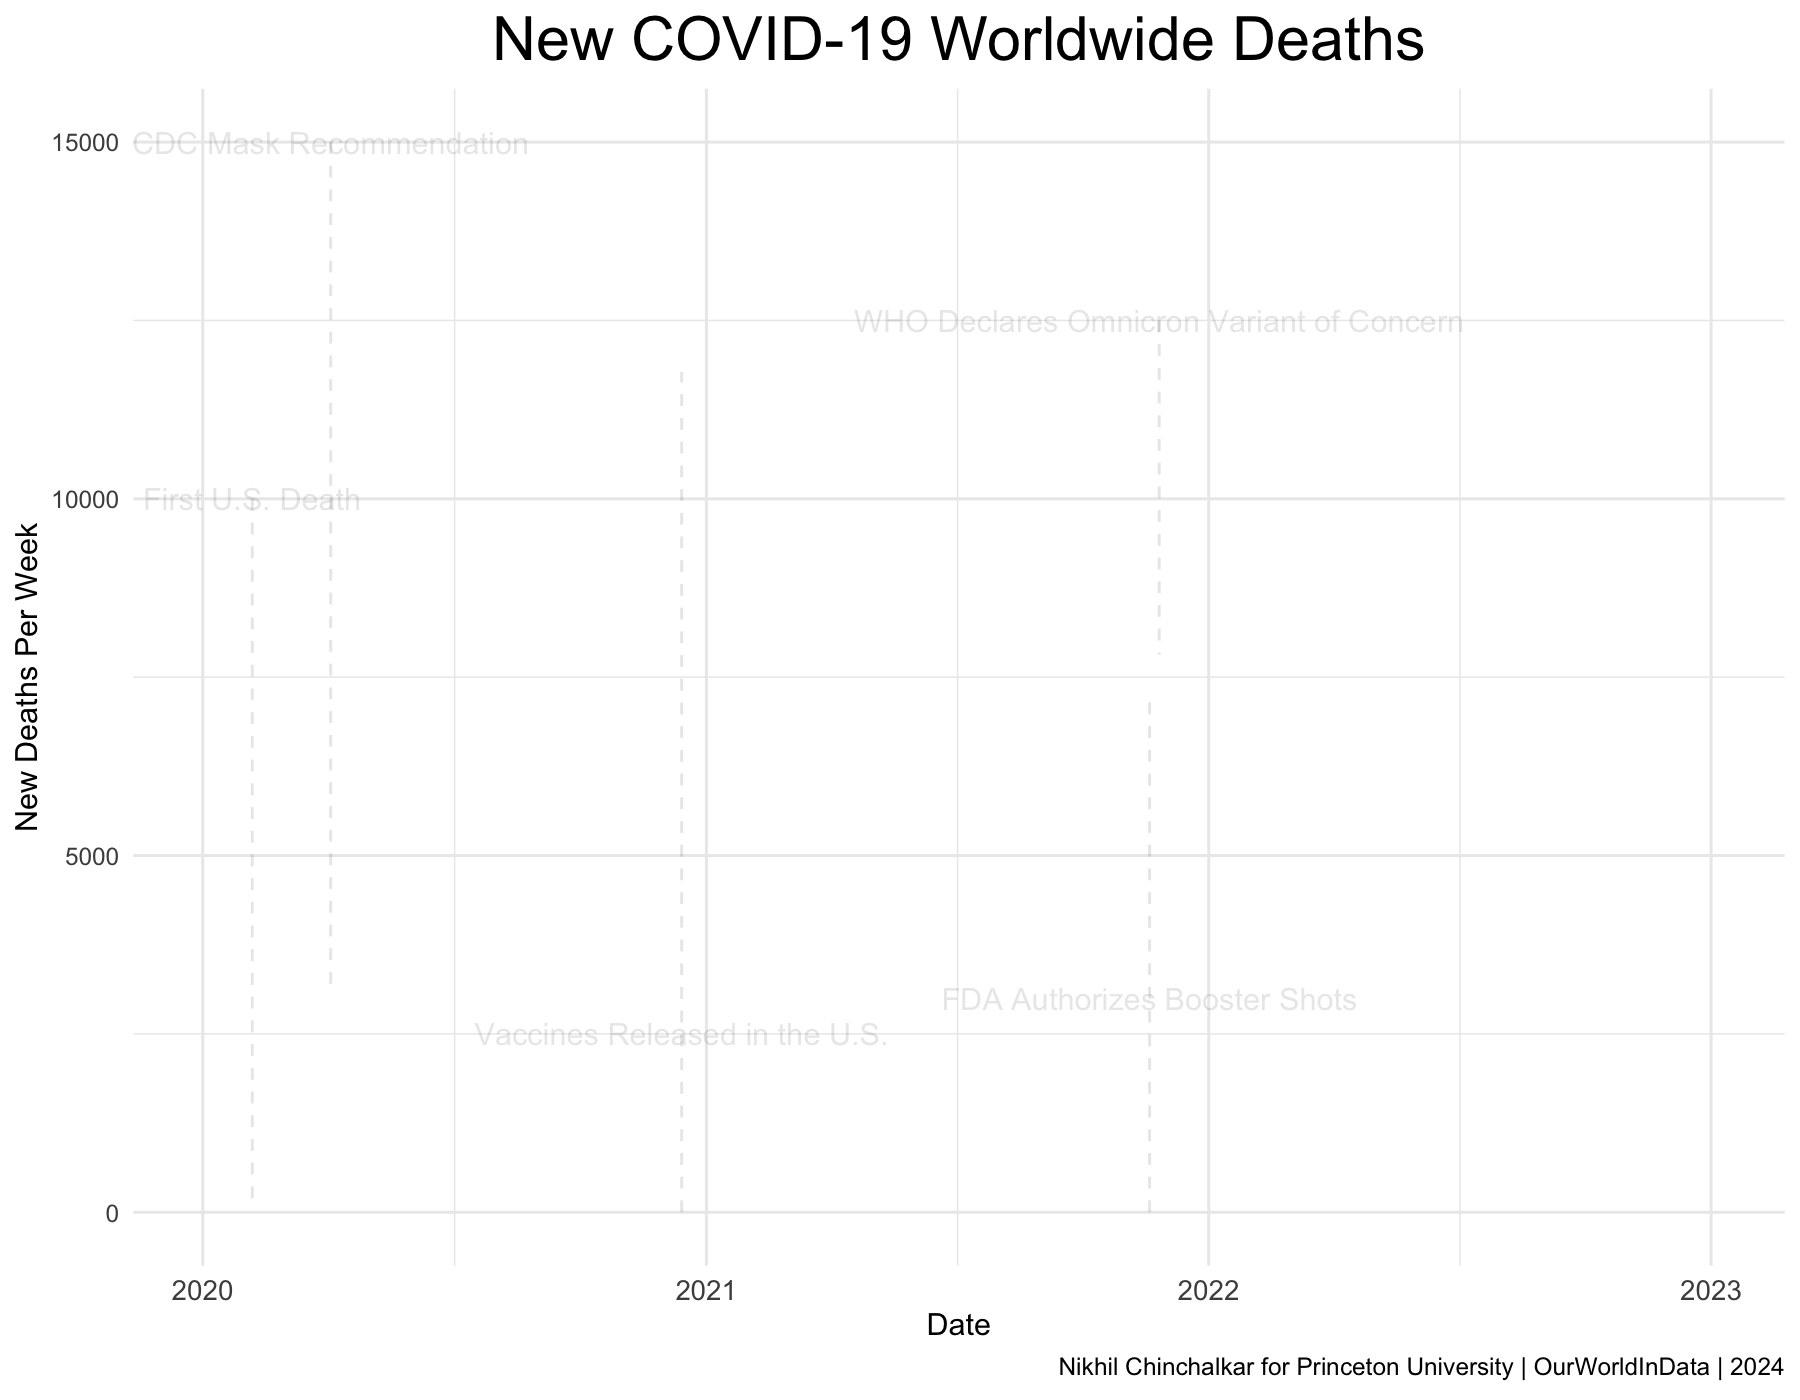 New COVID-19 Worldwide Deaths
15000
CDC Mask Recommendation
WHO Declares Omnicron Variant of Concern
10000
First U.S. Death
New Deaths Per Week
5000
FDA Authorizes Booster Shots
Vaccines Released in the U.S.
0
2020
2021
2022
2023
Date
Nikhil Chinchalkar for Princeton University | OurWorldInData | 2024